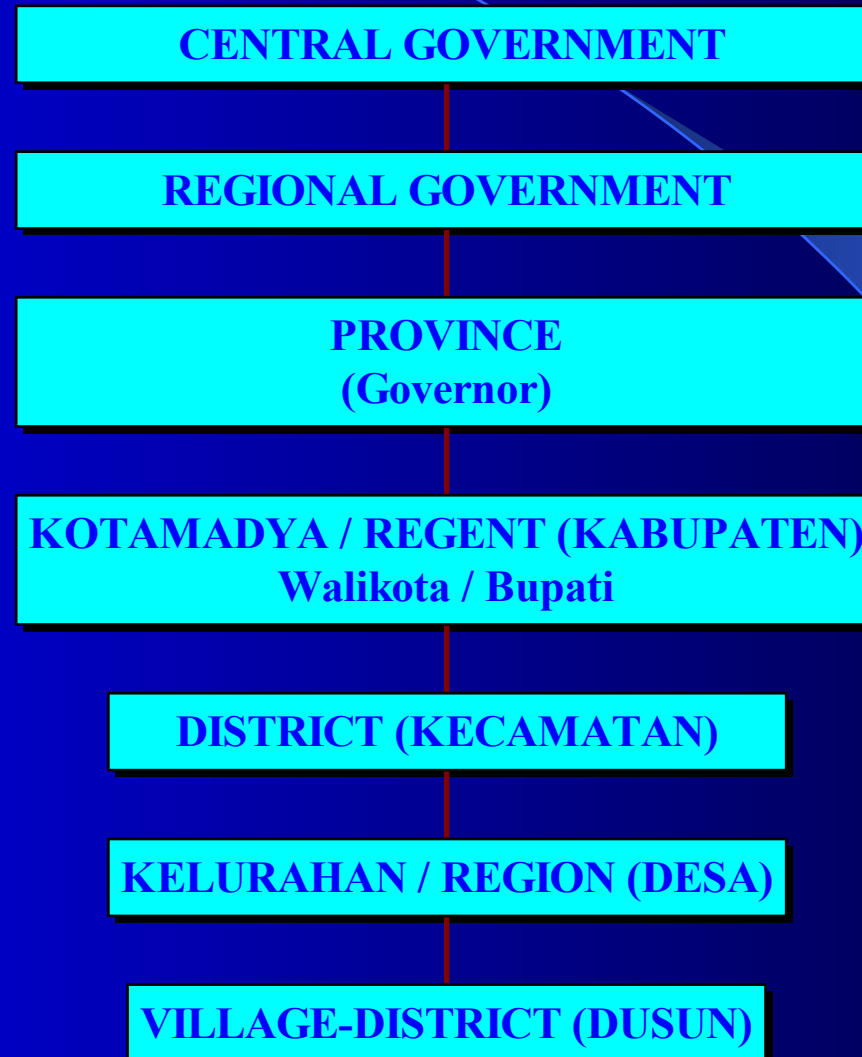 CENTRAL GOVERNMENT
REGIONAL GOVERNMENT
PROVINCE
(Governor)
KOTAMADYA / REGENT (KABUPATEN)
Walikota / Bupati
DISTRICT (KECAMATAN)
KELURAHAN / REGION (DESA)
VILLAGE-DISTRICT (DUSUN)